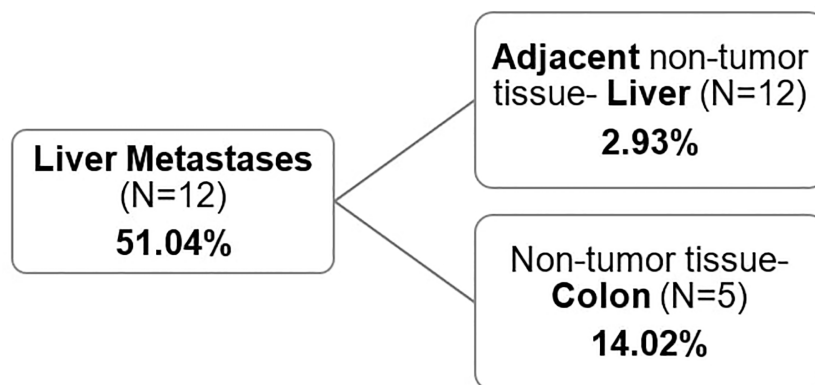 Liver Metastases
(N=12)
51.04%
Adjacent non-tumor
tissue- Liver (N=12)
2.93%
Non-tumor tissue-
Colon (N=5)
14.02%